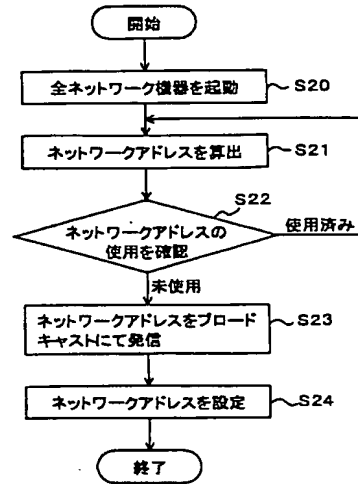 開始
全ネットワーク機器を起動
S20
ネットワークアドレスを算出
S21
S22
ネットワークアドレスの
使用を確認
使用済み
未使用
ネットワークアドレスをブロード
キャストにて発信
S23
ネットワークアドレスを設定
S24
終了